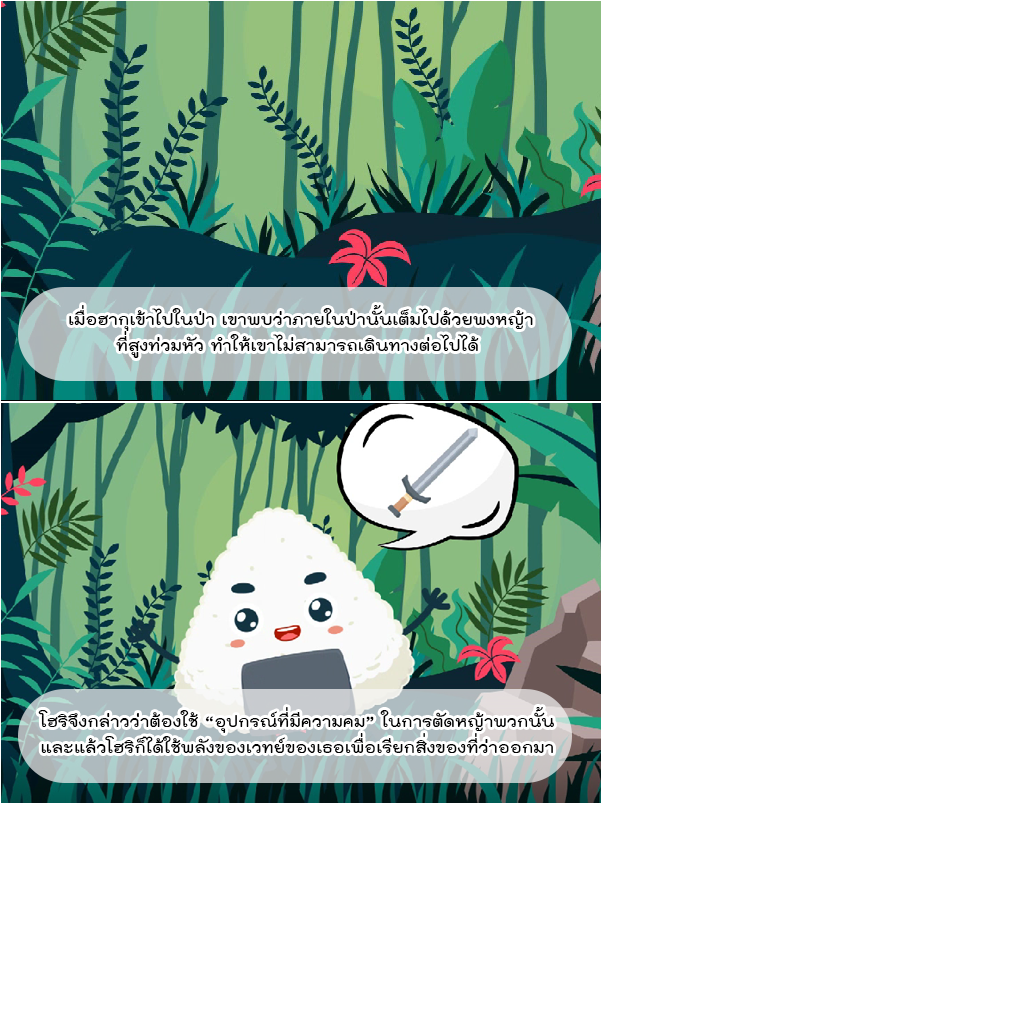 เมื่อฮากุเข้าไปในป่า เขาพบว่าภายในป่านั้นเต็มไปด้วยพงหญ้า
ที่สูงท่วมหัว ทำให้เขาไม่สามารถเดินทางต่อไปได้
โฮริจึงกล่าวว่าต้องใช้ “อุปกรณ์ที่มีความคม” ในการตัดหญ้าพวกนั้น
และแล้วโฮริก็ได้ใช้พลังของเวทย์ของเธอเพื่อเรียกสิ่งของที่ว่าออกมา